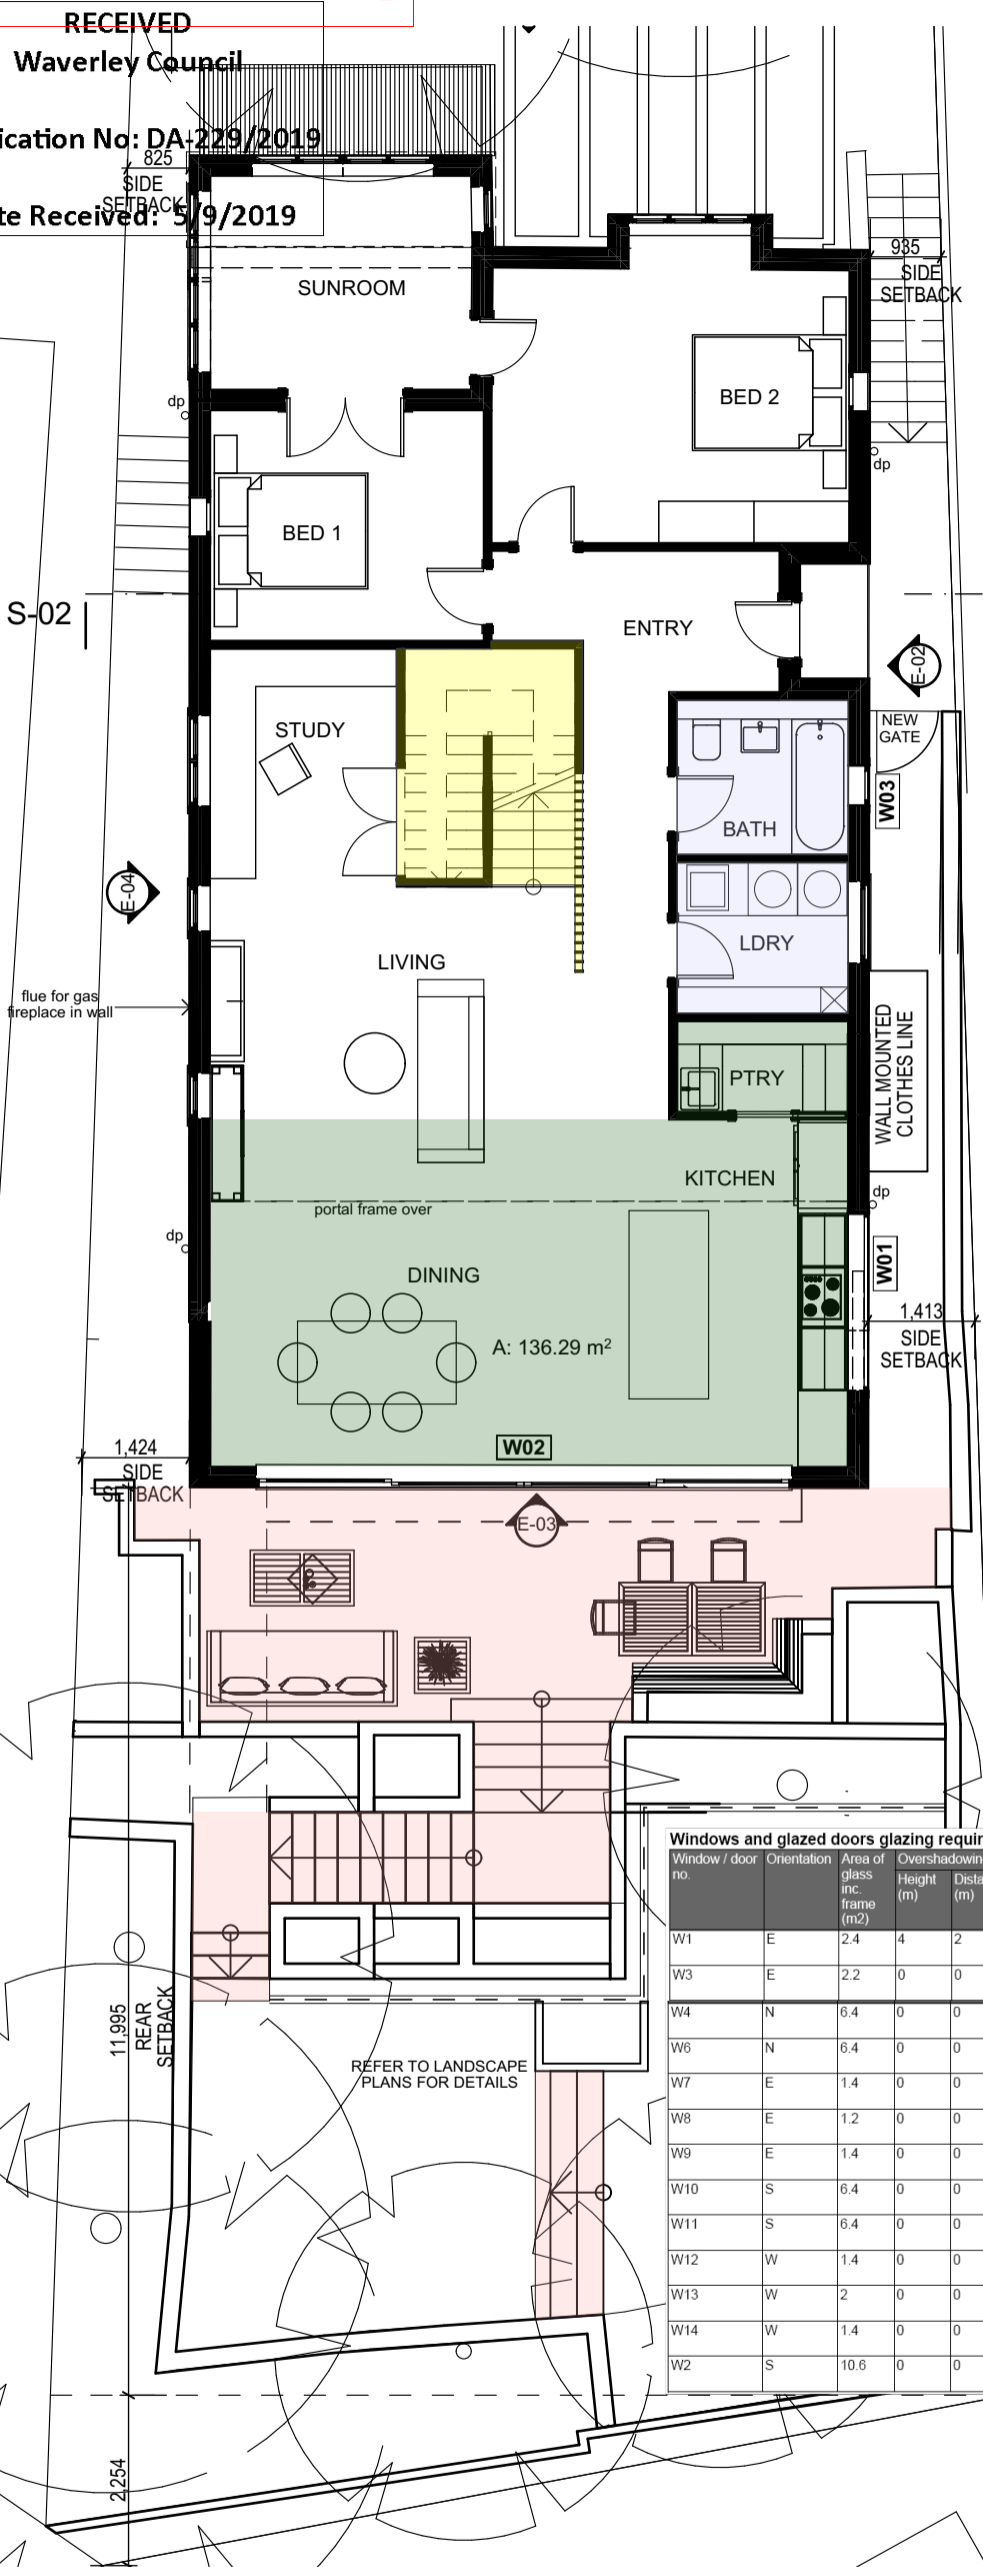 RECEIVED
Waverley Council
ication No: DA-229/2019
825
SIDE
SETBACK
te Received: 5/9/2019
935
SIDE
SETBACK
SUNROOM
BED 2
dp
dp
BED 1
S-02
ENTRY
E-02
STUDY
NEW
GATE
W03
BATH
E-04
LDRY
LIVING
flue for gas
fireplace in wall
WALL MOUNTED
CLOTHES LINE
PTRY
KITCHEN
dp
portal frame over
dp
W01
DINING
1,413
SIDE
SETBACK
A: 136.29 m²
W02
1,424
SIDE
SETBACK
E-03
11,995
REAR
SETBACK
REFER TO LANDSCAPE
PLANS FOR DETAILS
2,254
Windows and glazed doors glazing requir
Window / door no. Orientation Area of glass inc. frame (m2) Overshadowin
Height (m) Dista (m)
W1 E 2.4 4 2
W3 E 2.2 0 0
W4 N 6.4 0 0
W6 N 6.4 0 0
W7 E 1.4 0 0
W8 E 1.2 0 0
W9 E 1.4 0 0
W10 S 6.4 0 0
W11 S 6.4 0 0
W12 W 1.4 0 0
W13 W 2 0 0
W14 W 1.4 0 0
W2 S 10.6 0 0